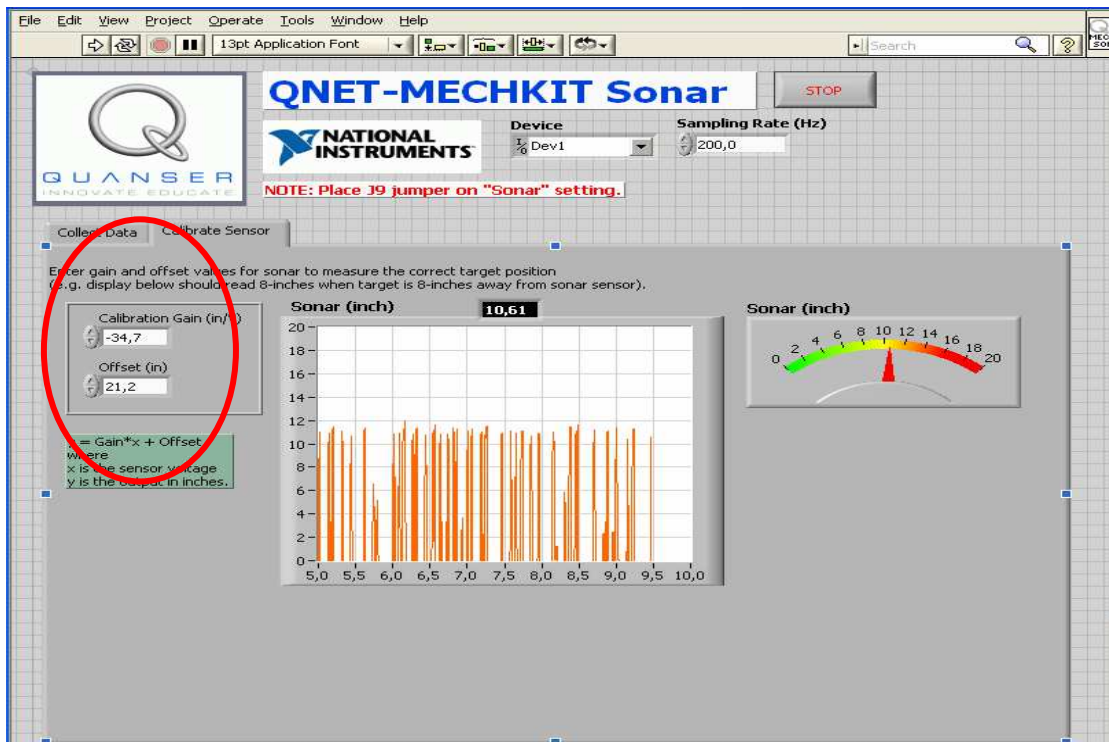 File Edit View Project Operate Tools Window Help
13pt Application Font
Search
?
QNET-MECHKIT Sonar
STOP
QUANSER
INNOVATE EDUCATE
NATIONAL
INSTRUMENTS
Device
Dev1
Sampling Rate (Hz)
200,0
NOTE: Place J9 jumper on "Sonar" setting.
Collect Data
Calibrate Sensor
Enter gain and offset values for sonar to measure the correct target position
(e.g. display below should read 8-inches when target is 8-inches away from sonar sensor).
Calibration Gain
-34,7
Offset (in)
21,2
= Gain*x + Offset
where
x is the sensor voltage
y is the output in inches.
Sonar (inch)
10,61
20
18
16
14
12
10
8
6
4
2
0
5,0 5,5 6,0 6,5 7,0 7,5 8,0 8,5 9,0 9,5 10,0
Sonar (inch)
0 2 4 6 8 10 12 14 16 18 20